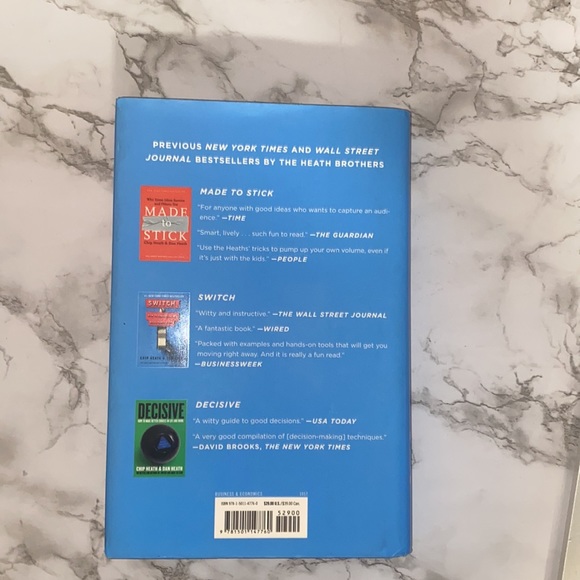 PREVIOUS NEW YORK TIMES AND WALL STREET
JOURNAL BESTSELLERS BY THE HEATH BROTHERS
MADE TO STICK
"For anyone with good ideas who wants to capture an audi-
ence." —TIME
"Smart, lively . . . such fun to read." —THE GUARDIAN
"Use the Heaths' tricks to pump up your own volume, even if
it's just with the kids." —PEOPLE
MADE
to
STICK
SWITCH
"Witty and instructive." —THE WALL STREET JOURNAL
"A fantastic book." —WIRED
"Packed with examples and hands-on tools that will get you
moving right away. And it is really a fun read."
—BUSINESSWEEK
SWITCH
DECISIVE
"A witty guide to good decisions." —USA TODAY
"A very good compilation of [decision-making] techniques."
—DAVID BROOKS, THE NEW YORK TIMES
DECISIVE
CHIP HEATH & DAN HEATH
BUSINESS & ECONOMICS
52900
9 781501 147760